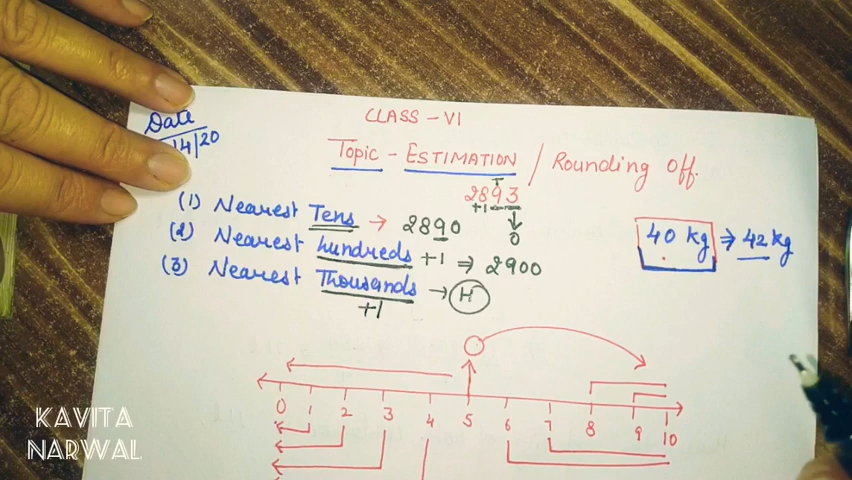 CLASS - VI
Date
14/20
Topic - ESTIMATION / Rounding Off.
T
2893
+1
0
(1) Nearest Tens → 2890
(2) Nearest hundreds +1 ⇒ 2900
(3) Nearest Thousands → H
+1
40 kg ⇒ 42 kg
0 1 2 3 4 5 6 7 8 9 10
KAVITA
NARWAL